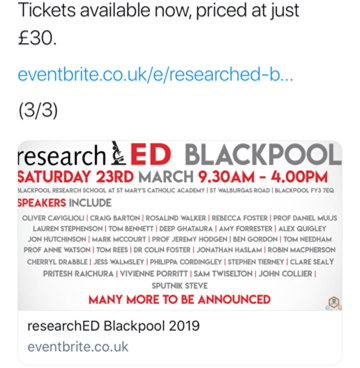 Tickets available now, priced at just
£30.
eventbrite.co.uk/e/researched-b...
(3/3)
researchED BLACKPOOL
SATURDAY 23RD MARCH 9.30AM - 4.00PM
BLACKPOOL RESEARCH SCHOOL AT ST MARY'S CATHOLIC ACADEMY | ST WALBURGAS ROAD | BLACKPOOL FY3 7EQ
SPEAKERS INCLUDE
OLIVER CAVIGLIOLI | CRAIG BARTON | ROSALIND WALKER | REBECCA FOSTER | PROF DANIEL MUIJS
LAUREN STEPHENSON | TOM BENNETT | DEEP GHATAURA | AMY FORRESTER | ALEX QUIGLEY
JON HUTCHINSON | MARK MCCOURT | PROF JEREMY HODGEN | BEN GORDON | TOM NEEDHAM
PROF ANNE WATSON | TOM REES | DR COLIN FOSTER | JONATHAN HASLAM | ROBIN MACPHERSON
CHERRYL DRABBLE | JESS WALMSLEY | PHILIPPA CORDINGLEY | STEPHEN TIERNEY | CLARE SEALY
PRITESH RAICHURA | VIVIENNE PORRITT | SAM TWISELTON | JOHN COLLIER |
SPUTNIK STEVE
MANY MORE TO BE ANNOUNCED
researchED Blackpool 2019
eventbrite.co.uk